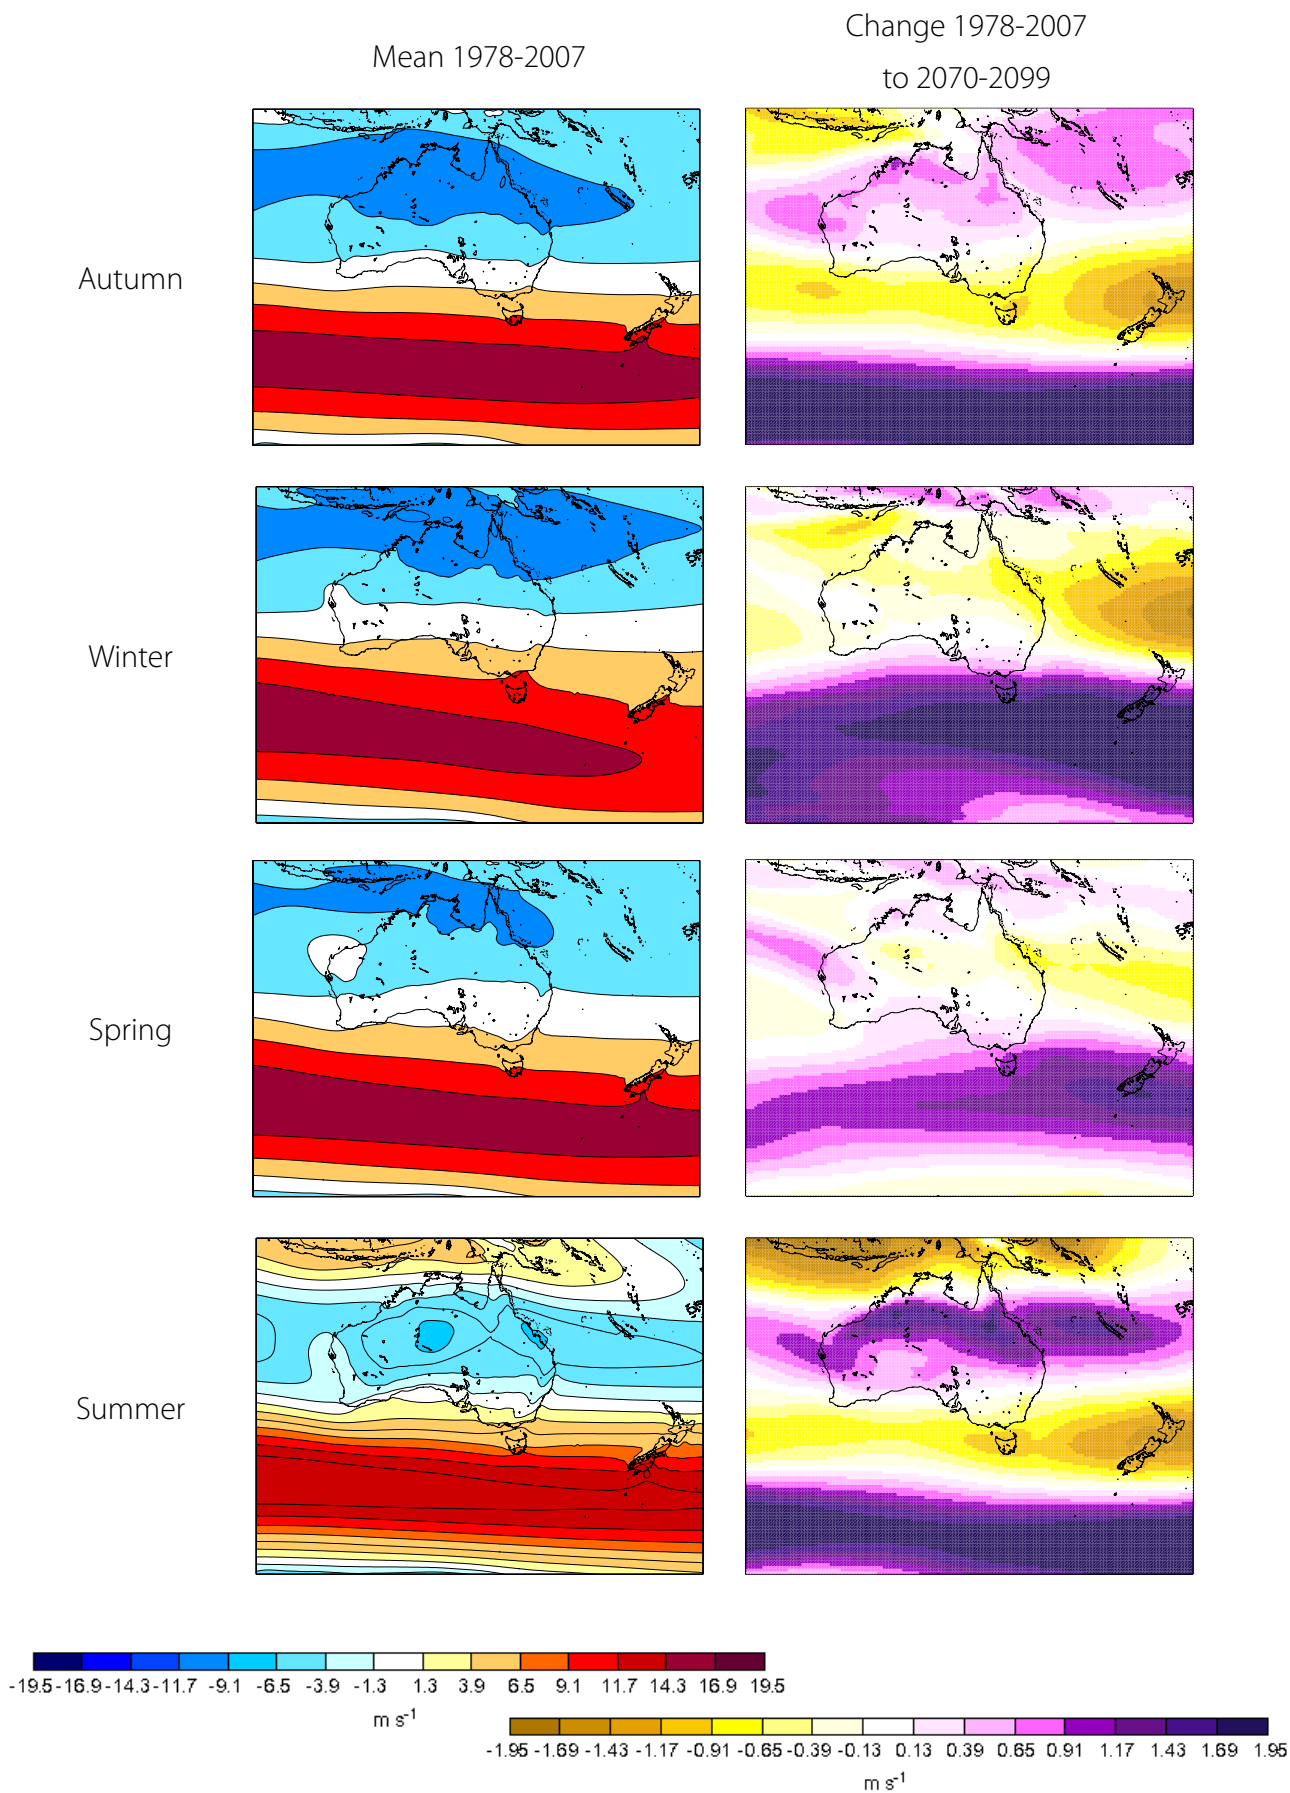 Mean 1978-2007
Change 1978-2007
to 2070-2099
Autumn
Winter
Spring
Summer
-19.5 -16.9 -14.3 -11.7 -9.1 -6.5 -3.9 -1.3 1.3 3.9 6.5 9.1 11.7 14.3 16.9 19.5
m s⁻¹
-1.95 -1.69 -1.43 -1.17 -0.91 -0.65 -0.39 -0.13 0.13 0.39 0.65 0.91 1.17 1.43 1.69 1.95
m s⁻¹